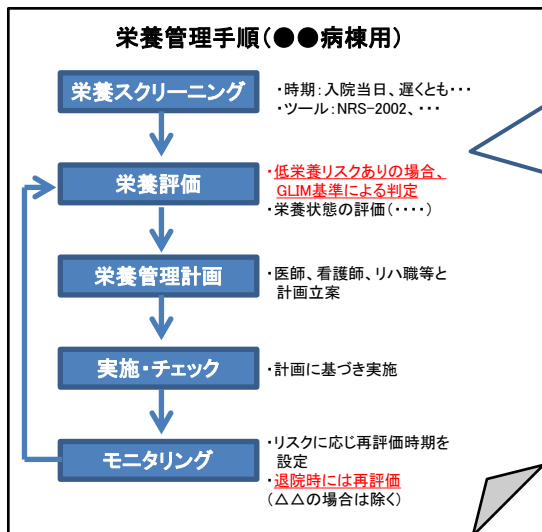 栄養管理手順(●●病棟用)
栄養スクリーニング
・時期:入院当日、遅くとも・・・
・ツール:NRS-2002、・・・
栄養評価
・低栄養リスクありの場合、
GLIM基準による判定
・栄養状態の評価(・・・・)
栄養管理計画
・医師、看護師、リハ職等と
計画立案
実施・チェック
・計画に基づき実施
モニタリング
・リスクに応じ再評価時期を
設定
・退院時には再評価
(△△の場合は除く)